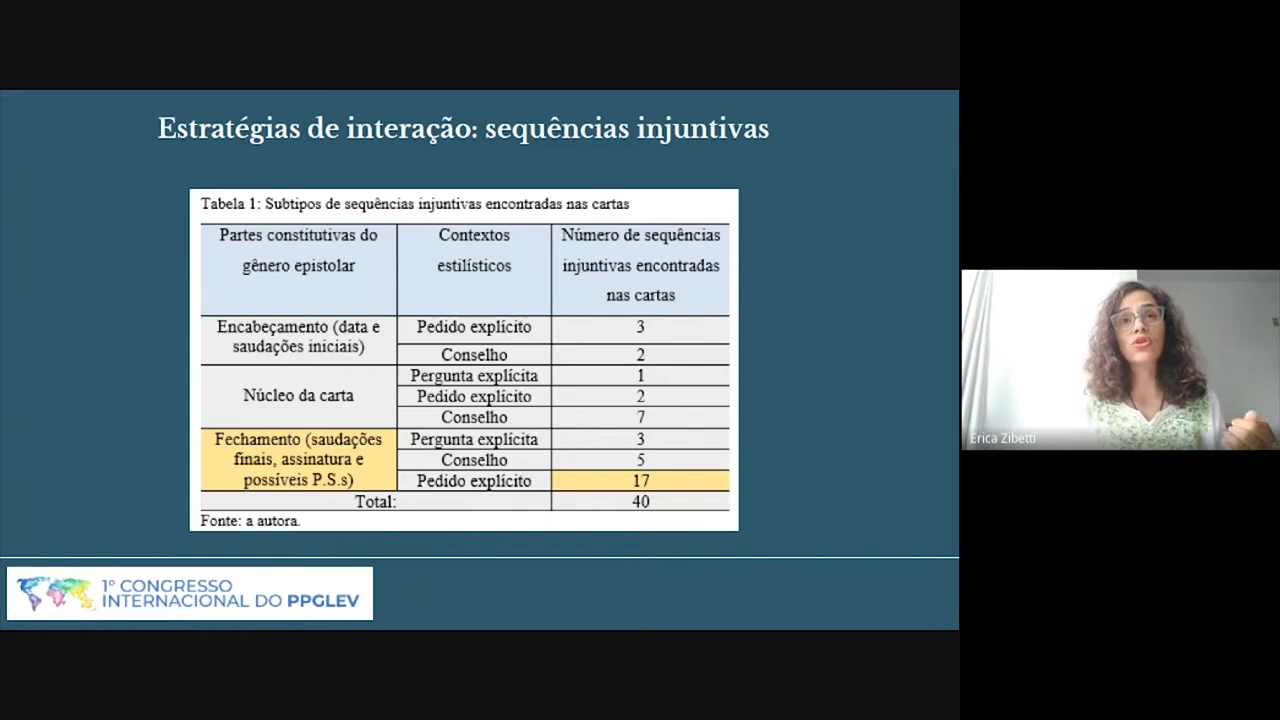 Estratégias de interação: sequências injuntivas
Tabela 1: Subtipos de sequências injuntivas encontradas nas cartas
Partes constitutivas do
gênero epistolar
Contextos
estilísticos
Número de sequências
injuntivas encontradas
nas cartas
Encabeçamento (data e
saudações iniciais)
Pedido explícito
3
Conselho
2
Núcleo da carta
Pergunta explícita
1
Pedido explícito
2
Conselho
7
Fechamento (saudações
finais, assinatura e
possíveis P.S.s)
Pergunta explícita
3
Conselho
5
Pedido explícito
17
Total:
40
Fonte: a autora.
1º CONGRESSO
INTERNACIONAL DO PPGLEV
Erica Zibetti